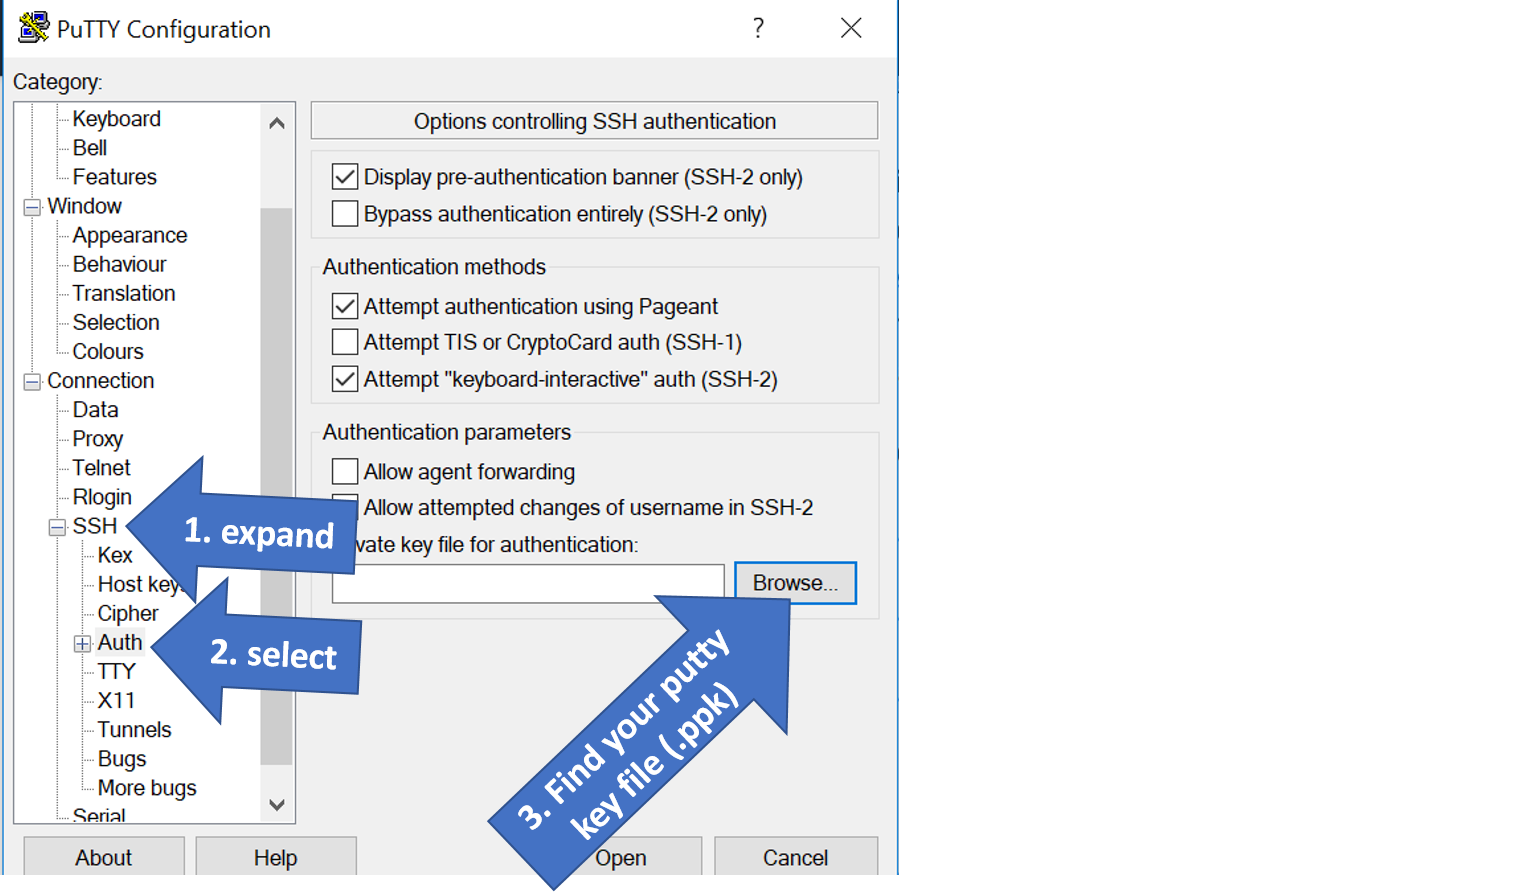 PuTTY Configuration
?
Category:
Keyboard
Bell
Features
Window
Appearance
Behaviour
Translation
Selection
Colours
Connection
Data
Proxy
Telnet
Rlogin
SSH
Kex
Host keys
Cipher
Auth
TTY
X11
Tunnels
Bugs
More bugs
Serial
Options controlling SSH authentication
Display pre-authentication banner (SSH-2 only)
Bypass authentication entirely (SSH-2 only)
Authentication methods
Attempt authentication using Pageant
Attempt TIS or CryptoCard auth (SSH-1)
Attempt "keyboard-interactive" auth (SSH-2)
Authentication parameters
Allow agent forwarding
Allow attempted changes of username in SSH-2
vate key file for authentication:
Browse...
1. expand
2. select
3. Find your putty
key file (.ppk)
About
Help
Open
Cancel